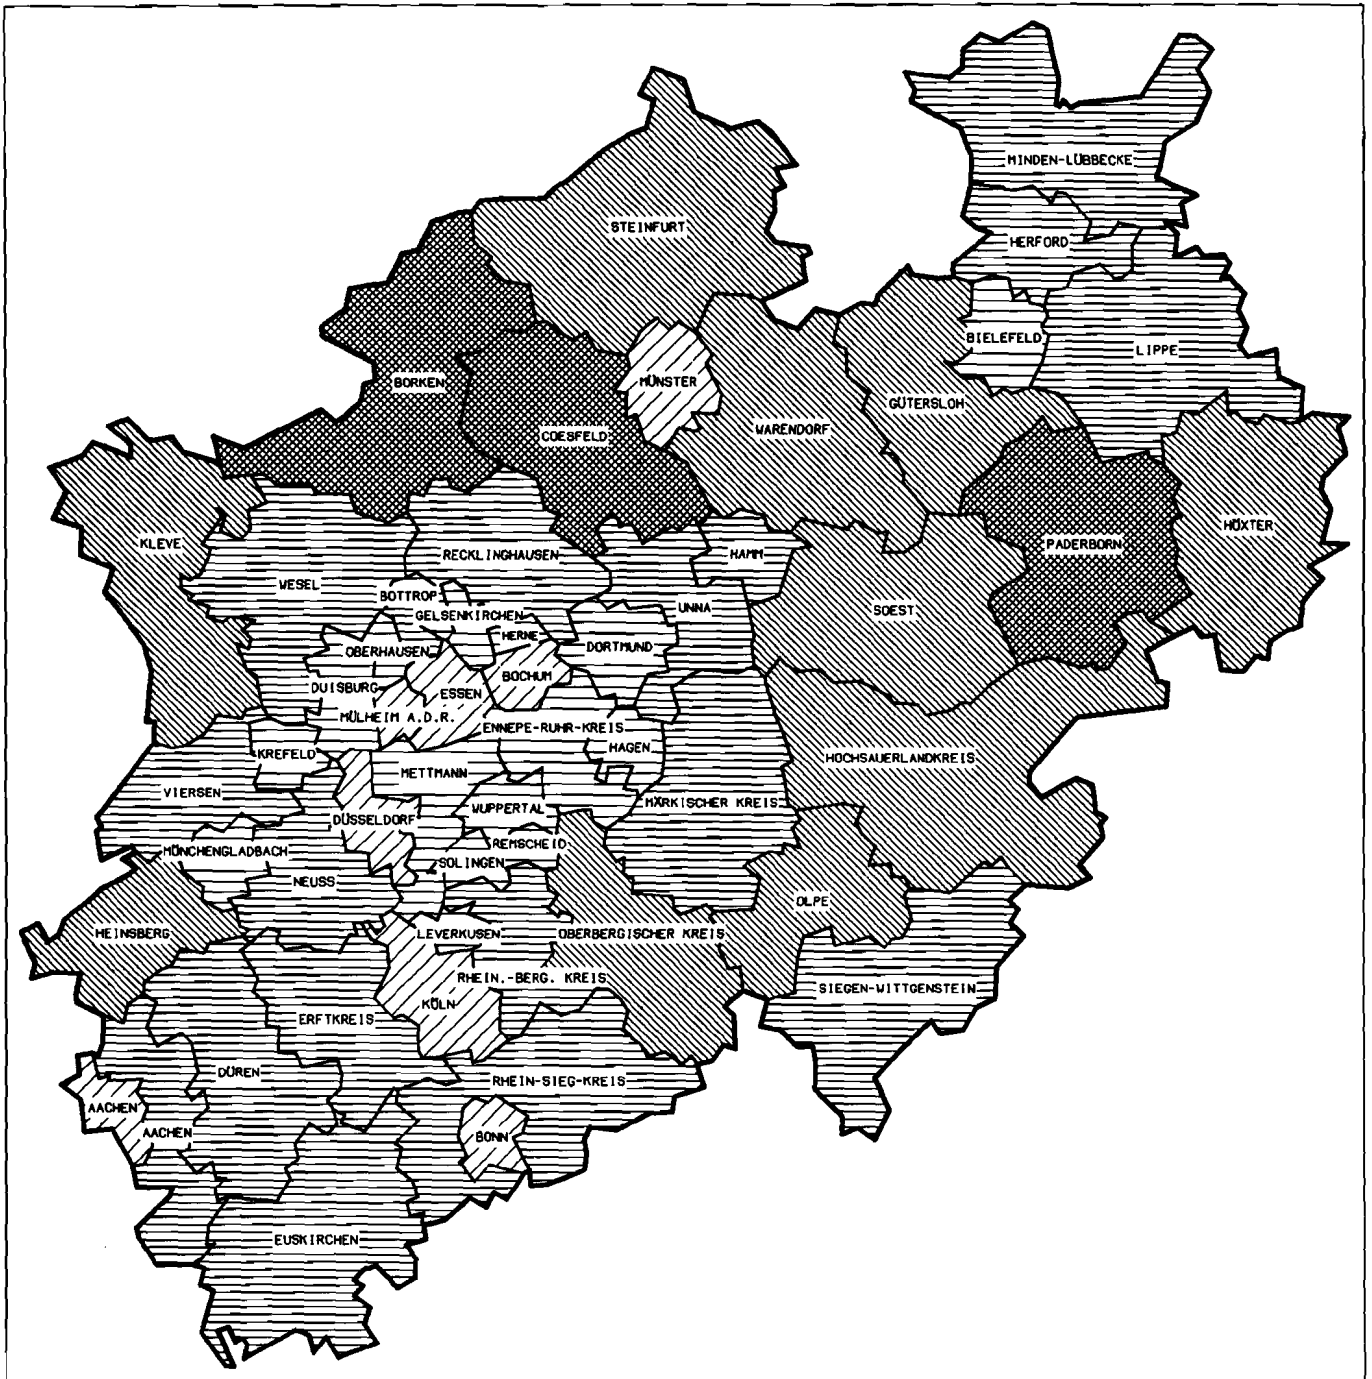 MINDEN-LÜBBECKE
STEINFURT
HERFORD
BIELEFELD
LIPPE
BORKEN
MÜNSTER
GÜTERSLOH
COESFELD
WARENDORF
HÖXTER
KLEVE
PADERBORN
RECKLINGHAUSEN
HAMM
WESEL
BOTTROP
UNNA
SOEST
GELSENKIRCHEN
HERNE
OBERHAUSEN
DORTMUND
BOCHUM
DUISBURG
ESSEN
MÜLHEIM A.D.R.
ENNEPE-RUHR-KREIS
HAGEN
KREFELD
HOCHSAUERLANDKREIS
METTMANN
VIERSEN
MÄRKISCHER KREIS
WUPPERTAL
DÜSSELDORF
REMSCHEID
MÖNCHENGLADBACH
SOLINGEN
NEUSS
OLPE
HEINSBERG
LEVERKUSEN
OBERBERGISCHER KREIS
RHEIN.-BERG. KREIS
SIEGEN-WITTGENSTEIN
KÖLN
ERFTKREIS
DÜREN
RHEIN-SIEG-KREIS
AACHEN
AACHEN
BONN
EUSKIRCHEN